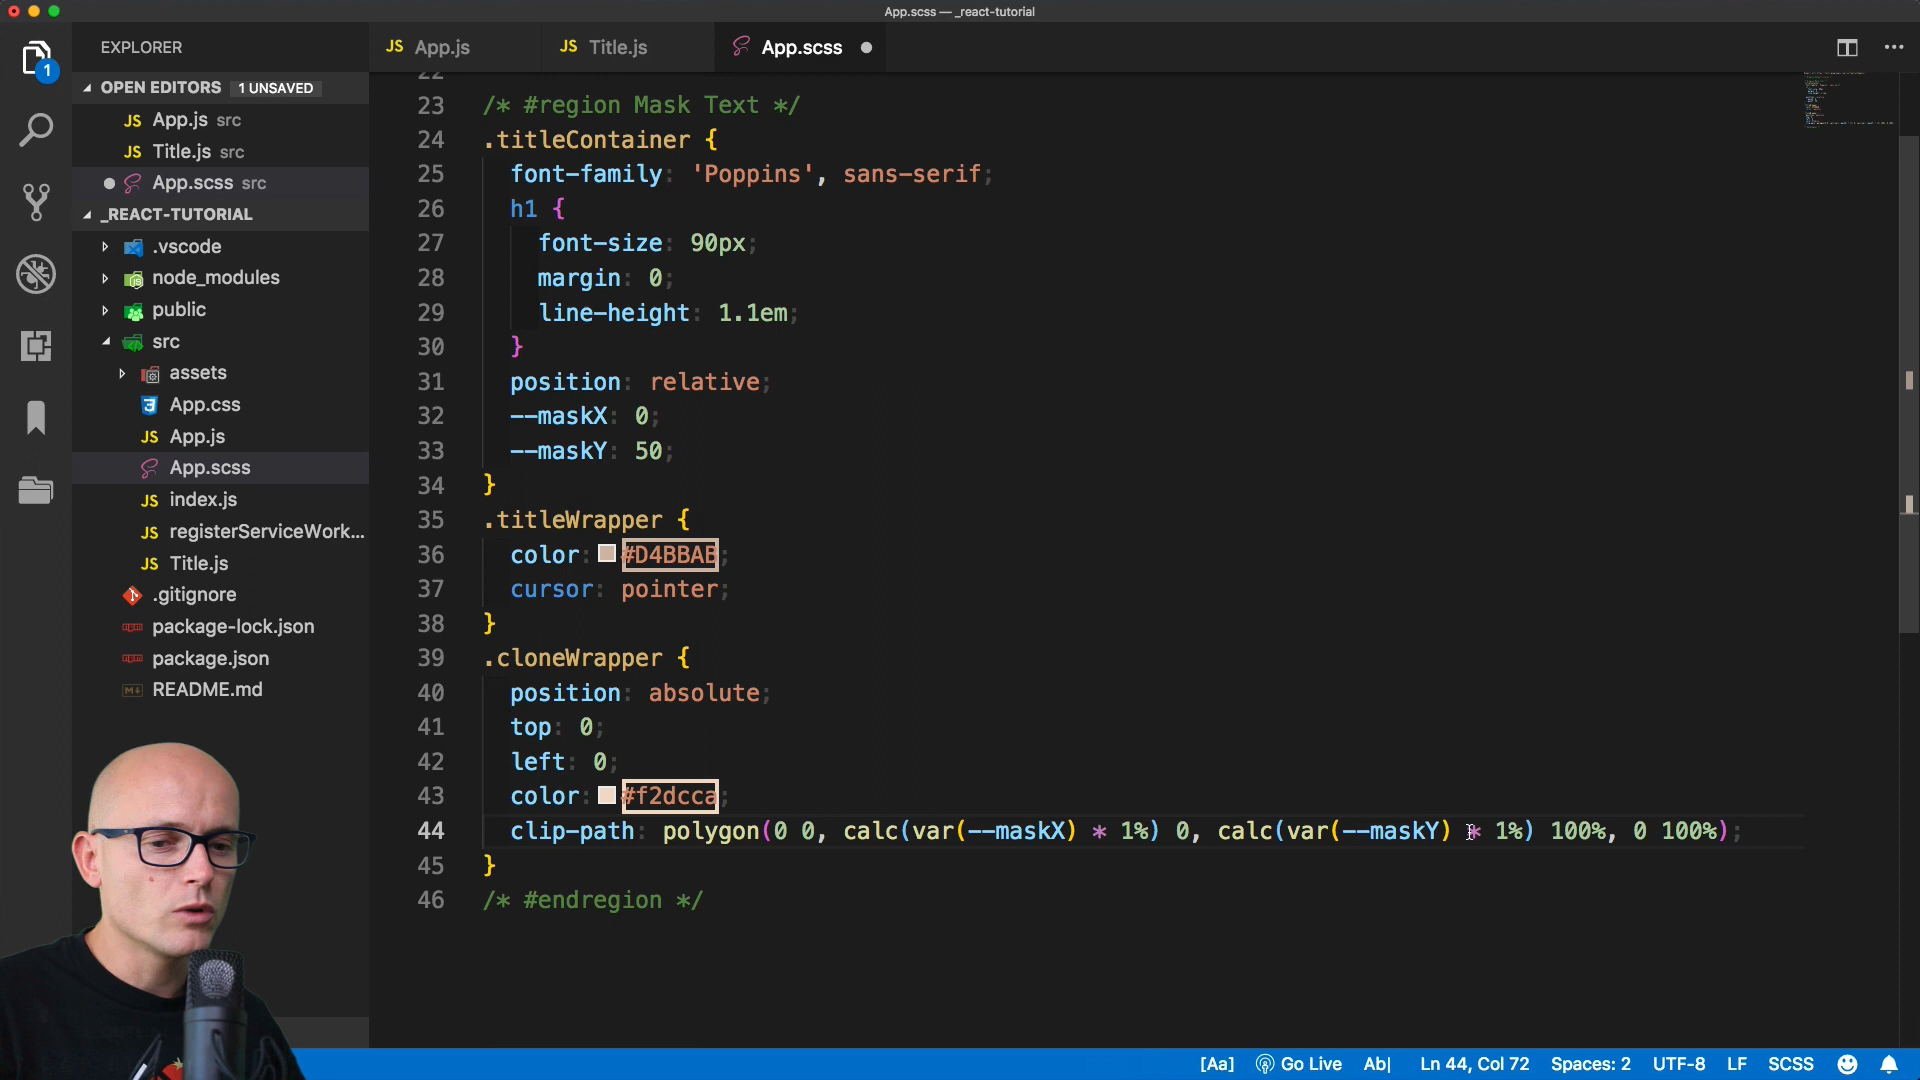 App.scss — _react-tutorial
EXPLORER
JS App.js
JS Title.js
App.scss
1
OPEN EDITORS 1 UNSAVED
JS App.js src
JS Title.js src
App.scss src
_REACT-TUTORIAL
.vscode
node_modules
public
src
assets
App.css
JS App.js
App.scss
JS index.js
JS registerServiceWork...
JS Title.js
.gitignore
package-lock.json
package.json
README.md
22
23 /* #region Mask Text */
24 .titleContainer {
25 font-family: 'Poppins', sans-serif;
26 h1 {
27 font-size: 90px;
28 margin: 0;
29 line-height: 1.1em;
30 }
31 position: relative;
32 --maskX: 0;
33 --maskY: 50;
34 }
35 .titleWrapper {
36 color: #D4BBAB;
37 cursor: pointer;
38 }
39 .cloneWrapper {
40 position: absolute;
41 top: 0;
42 left: 0;
43 color: #f2dcca;
44 clip-path: polygon(0 0, calc(var(--maskX) * 1%) 0, calc(var(--maskY) * 1%) 100%, 0 100%);
45 }
46 /* #endregion */
[Aa] Go Live Ab| Ln 44, Col 72 Spaces: 2 UTF-8 LF SCSS